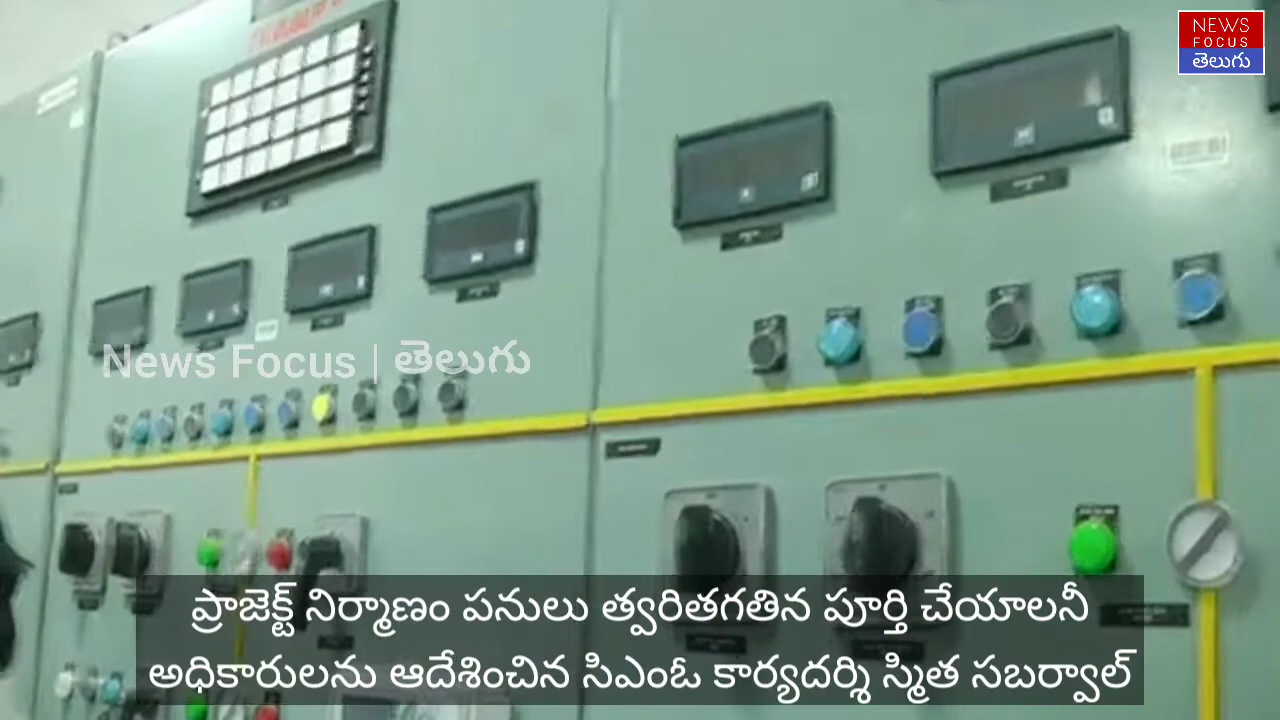 NEWS
FOCUS
తెలుగు
News Focus | తెలుగు
ప్రాజెక్ట్ నిర్మాణం పనులు త్వరితగతిన పూర్తి చేయాలనీ
అధికారులను ఆదేశించిన సిఎంఓ కార్యదర్శి స్మిత సబర్వాల్